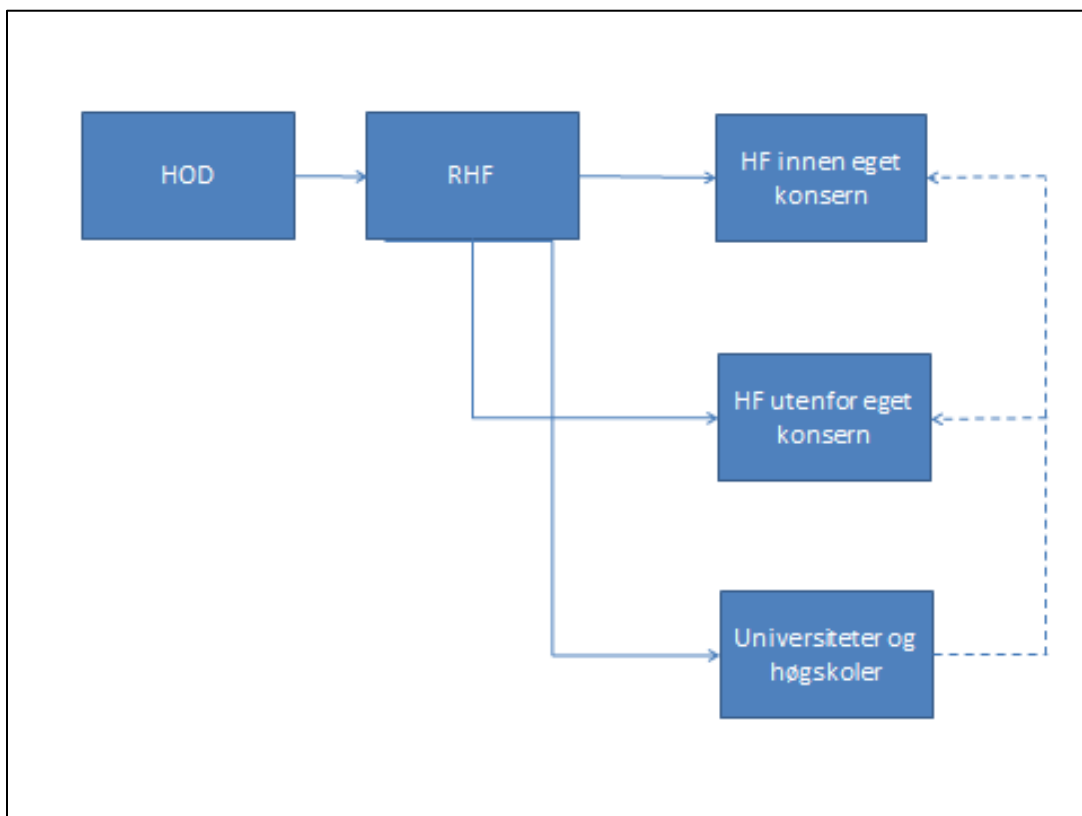 HOD
RHF
HF innen eget
konsern
HF utenfor eget
konsern
Universiteter og
høgskoler